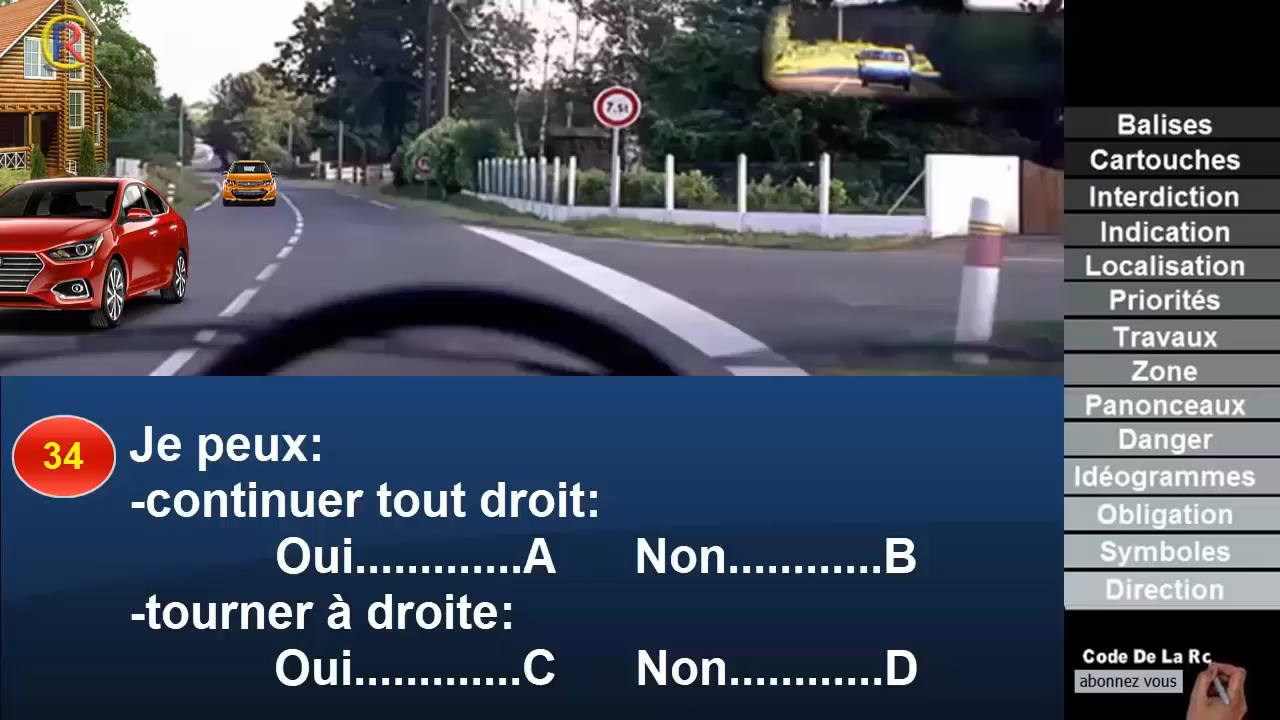 CR
7.5t
34
Je peux:
-continuer tout droit:
Oui.............A Non............B
-tourner à droite:
Oui.............C Non............D
Balises
Cartouches
Interdiction
Indication
Localisation
Priorités
Travaux
Zone
Panonceaux
Danger
Idéogrammes
Obligation
Symboles
Direction
Code De La Rc
abonnez vous